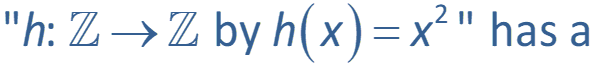 "h: ℤ → ℤ by h(x) = x² " has a